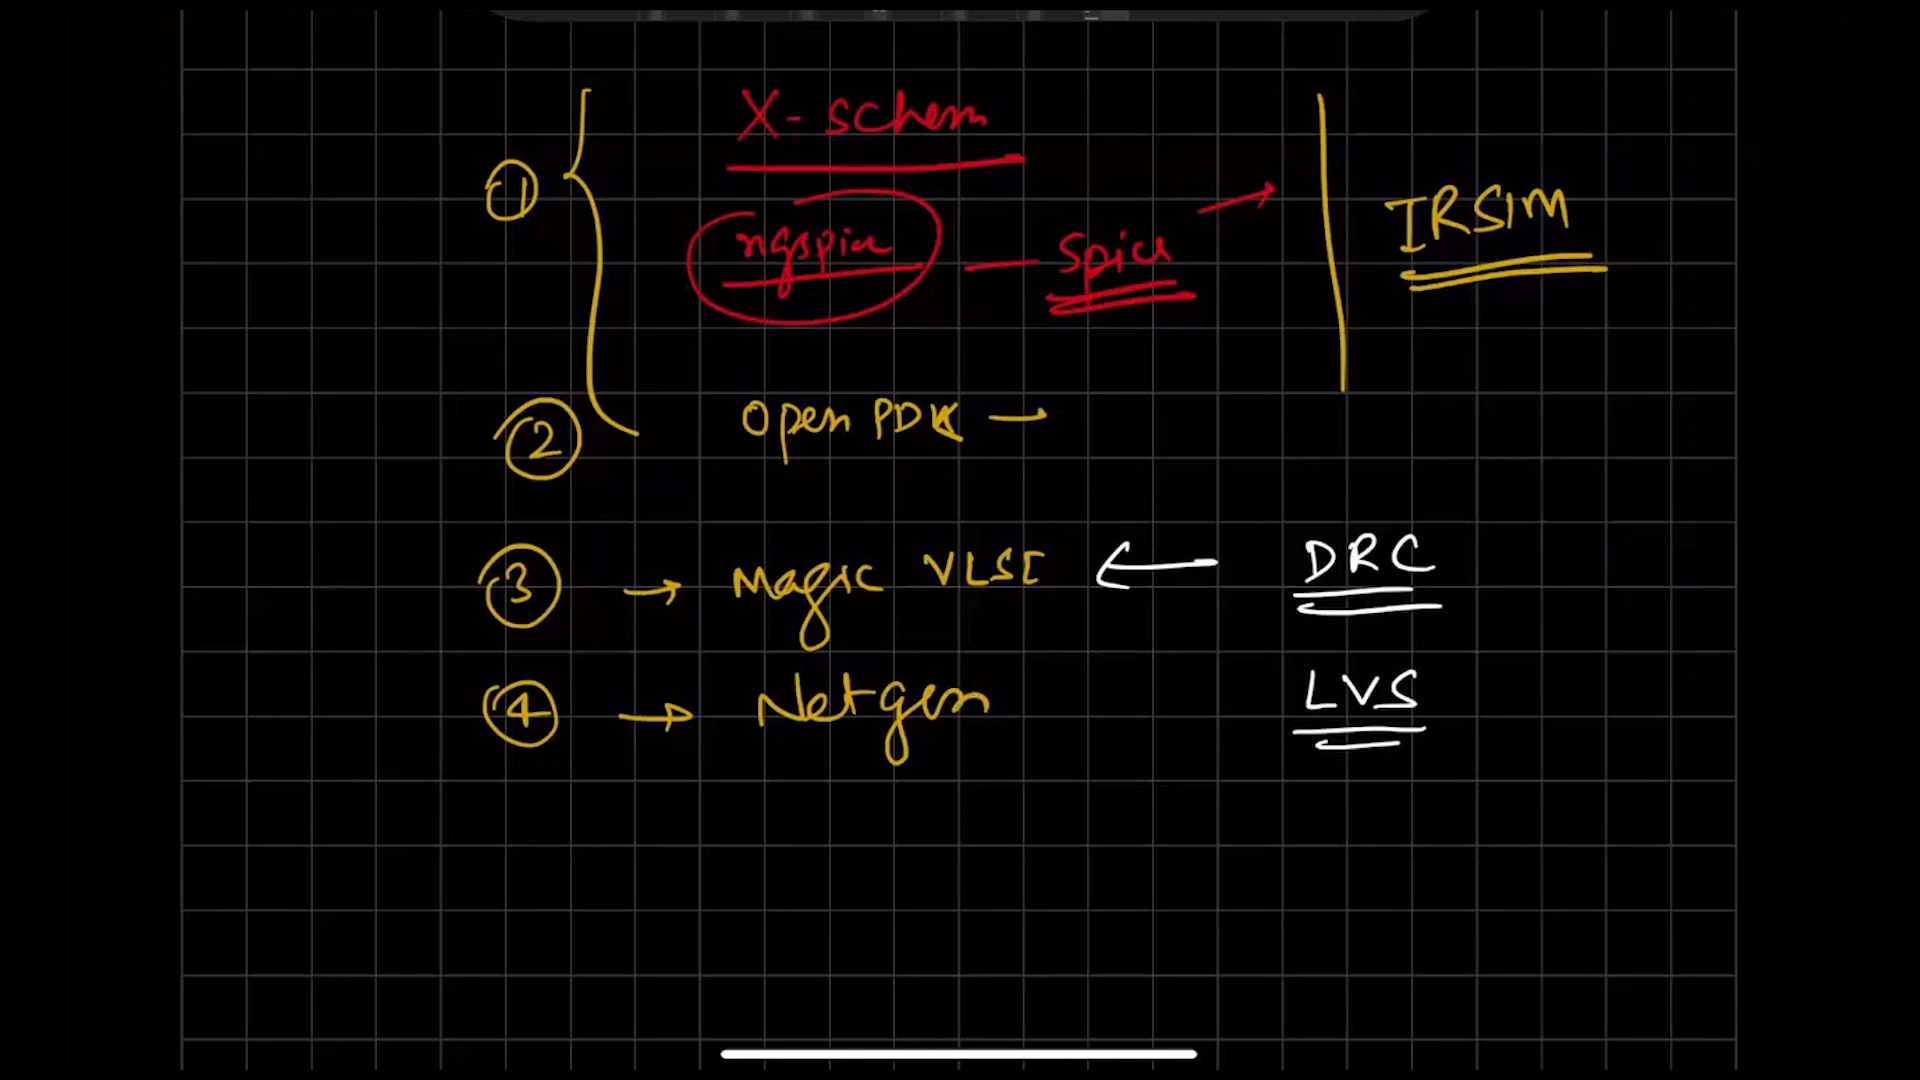 X-schem
① ngspice — Spice → IRSIM
② Open PDK →
③ → Magic VLSI ← DRC
④ → Netgen LVS